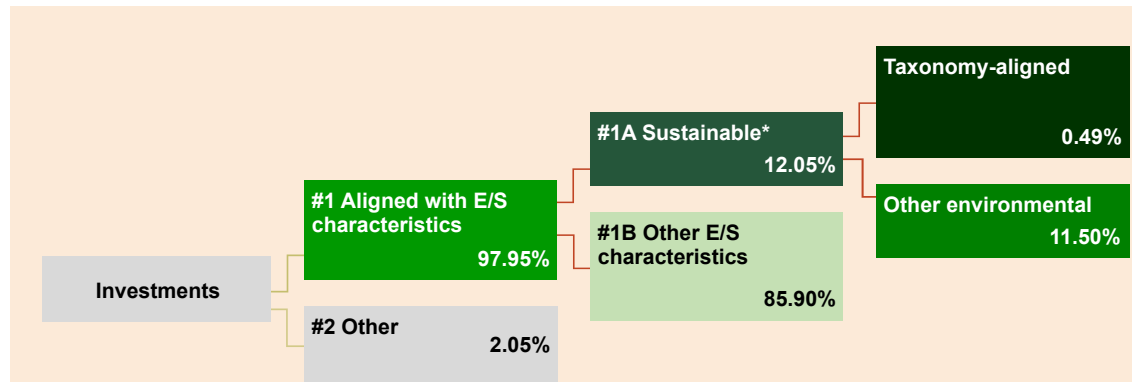 Investments
#1 Aligned with E/S
characteristics
97.95%
#2 Other
2.05%
#1A Sustainable*
12.05%
#1B Other E/S
characteristics
85.90%
Taxonomy-aligned
0.49%
Other environmental
11.50%